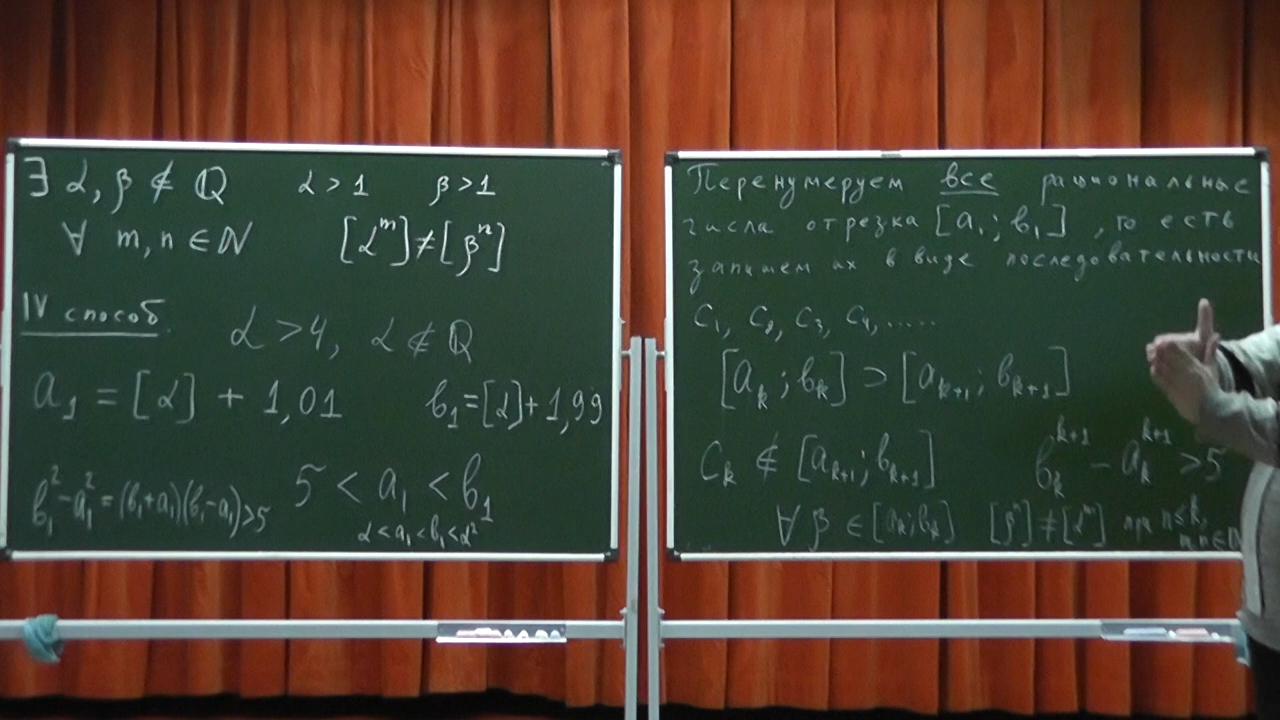 ∃ α, β ∉ ℚ α > 1 β > 1
∀ m, n ∈ ℕ [α^m] ≠ [β^n]
IV способ
α > 4, α ∉ ℚ
a₁ = [α] + 1,01 b₁ = [α] + 1,99
5 < a₁ < b₁
b₁² - a₁² = (b₁+a₁)(b₁-a₁) > 5
α < a₁ < b₁ < α²
Перенумеруем все рациональные
числа отрезка [a₁; b₁], то есть
запишем их в виде последовательности
c₁, c₂, c₃, c₄, .....
[a_k; b_k] ⊃ [a_{k+1}; b_{k+1}]
c_k ∉ [a_{k+1}; b_{k+1}] b_k^{k+1} - a_k^{k+1} > 5
∀ β ∈ [a_k; b_k] [β^n] ≠ [α^m] при n ≤ k, m, n ∈ ℕ